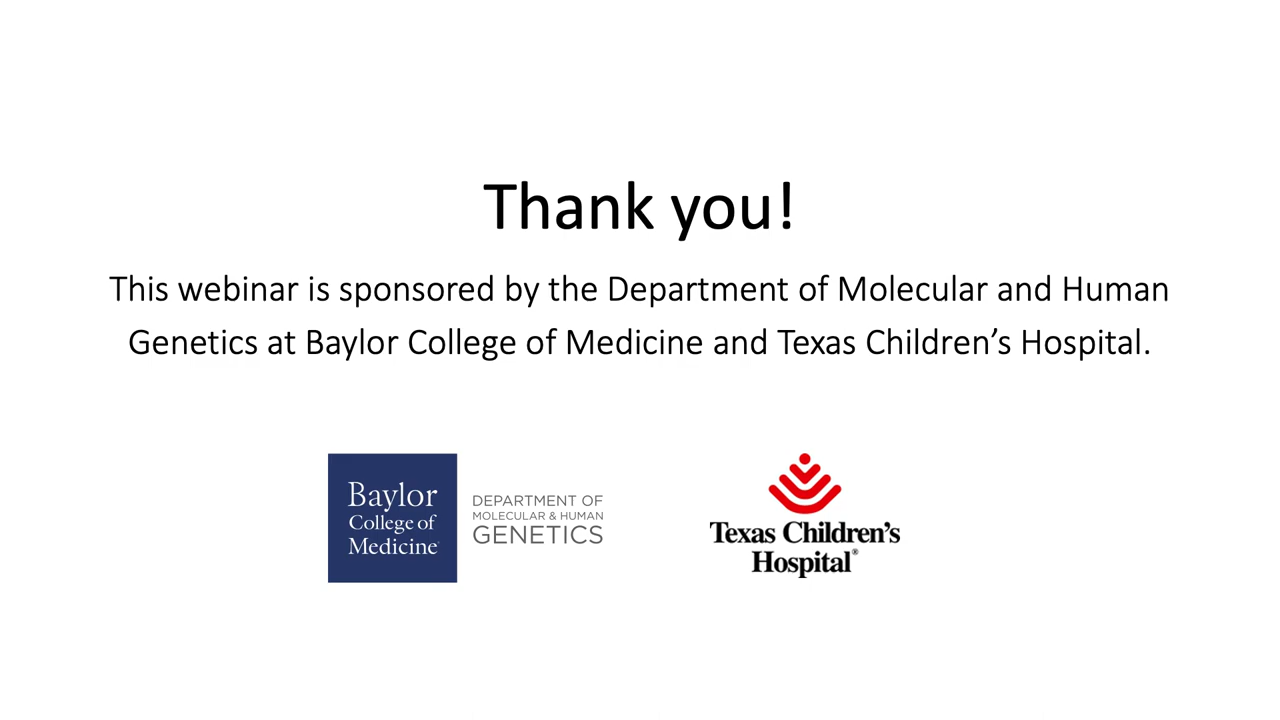 Thank you!
This webinar is sponsored by the Department of Molecular and Human
Genetics at Baylor College of Medicine and Texas Children’s Hospital.
Baylor
College of
Medicine
DEPARTMENT OF
MOLECULAR & HUMAN
GENETICS
Texas Children’s
Hospital®